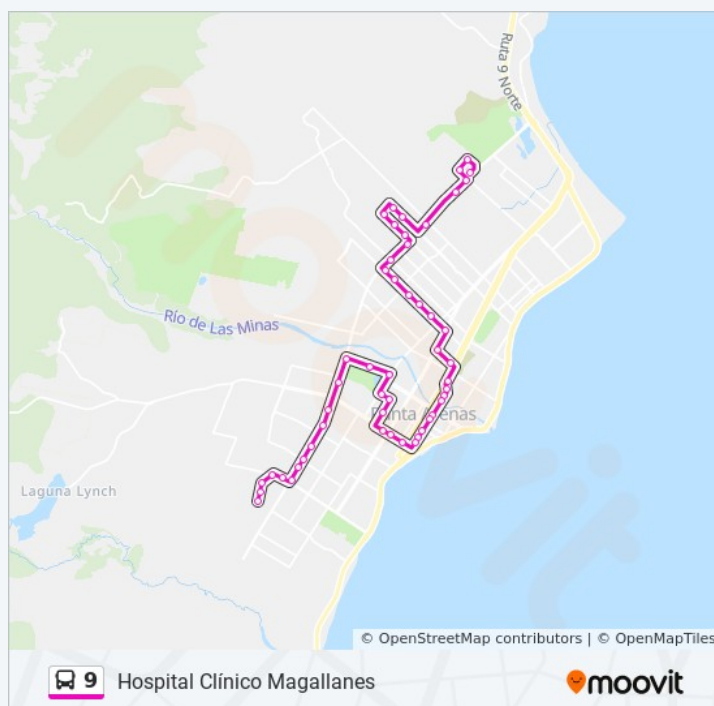 Ruta 9 Norte
Río de Las Minas
Punta Arenas
Laguna Lynch
© OpenStreetMap contributors | © OpenMapTiles
9 Hospital Clínico Magallanes
moovit